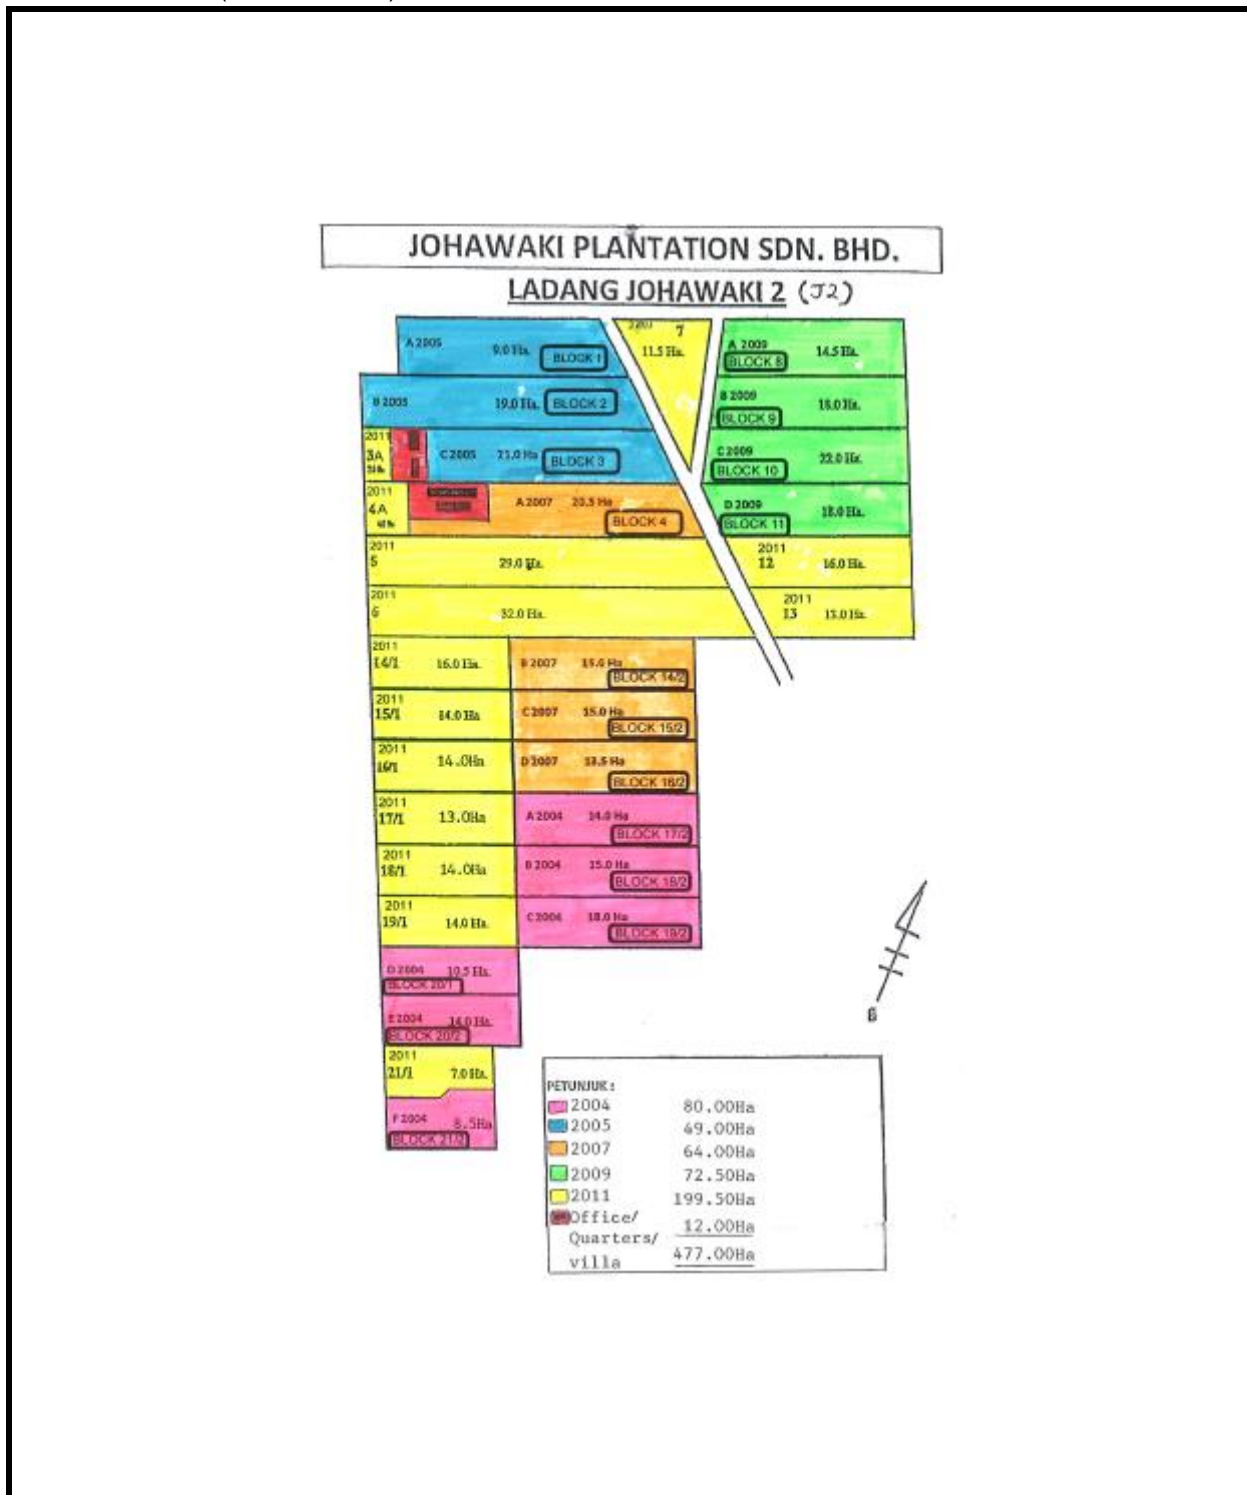 JOHAWAKI PLANTATION SDN. BHD.
LADANG JOHAWAKI 2 (J2)
7
11.5 Ha.
A 2005 9.0 Ha. BLOCK 1
A 2009 14.5 Ha.
BLOCK 8
B 2005 19.0 Ha. BLOCK 2
B 2009 18.0 Ha.
BLOCK 9
2011
3A
C 2005 21.0 Ha BLOCK 3
C 2009 22.0 Ha.
BLOCK 10
2011
4A
A 2007 20.5 Ha
BLOCK 4
D 2009 18.0 Ha.
BLOCK 11
2011
5 29.0 Ha.
2011
12 16.0 Ha.
2011
6 32.0 Ha.
2011
13 13.0 Ha.
2011
14/1 16.0 Ha.
B 2007 15.0 Ha
BLOCK 14/2
2011
15/1 14.0 Ha
C 2007 15.0 Ha
BLOCK 15/2
2011
16/1 14.0Ha
D 2007 13.5 Ha
BLOCK 16/2
2011
17/1 13.0Ha
A 2004 14.0 Ha
BLOCK 17/2
2011
18/1 14.0Ha
B 2004 15.0 Ha
BLOCK 18/2
2011
19/1 14.0 Ha.
C 2004 18.0 Ha
BLOCK 19/2
D 2004 10.5 Ha.
BLOCK 20/1
E 2004 14.0 Ha.
BLOCK 20/2
2011
21/1 7.0 Ha.
F 2004 8.5Ha
BLOCK 21/2
PETUNJUK :
2004 80.00Ha
2005 49.00Ha
2007 64.00Ha
2009 72.50Ha
2011 199.50Ha
Office/ 12.00Ha
Quarters/
villa 477.00Ha